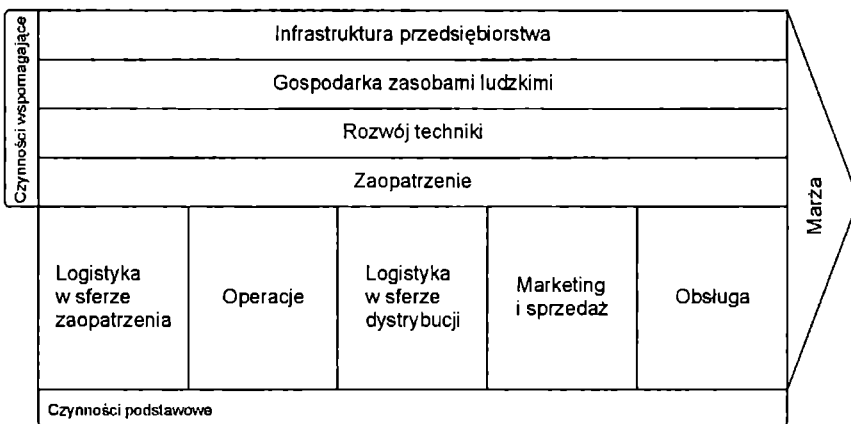 Czynności wspomagające
Infrastruktura przedsiębiorstwa
Gospodarka zasobami ludzkimi
Rozwój techniki
Zaopatrzenie
Marża
Logistyka
w sferze
zaopatrzenia
Operacje
Logistyka
w sferze
dystrybucji
Marketing
i sprzedaż
Obsługa
Czynności podstawowe